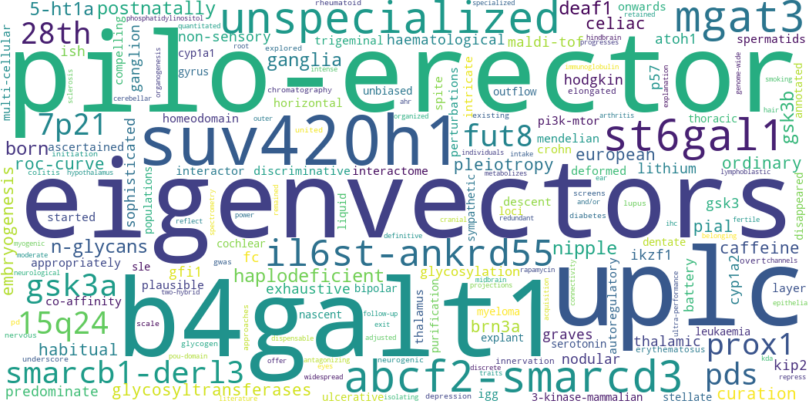 5-ht1a postnatally phosphatidylinositol rheumatoid specialized deaf1 onwards mgat3
28th non-sensory unspecialized celiac retained
multi-cellular ish compelling ganglion cyp1a1 trigeminal haematological maldi-tof hindbrain atoh1 spermatids
pilo-erector
sclerosis organogenesis gyrus root explored ganglia unbiased outflow intricate hodgkin elongated p57 explanation genome-wide smoking gsk3b annotated
cerebellar intense chromatography horizontal spite perturbations immunoglobulin existing pi3k-mtor thoracic hair
7p21 homeodomain outer ahr organized mendelian arthritis st6gal1
born ascertained suv420h1 fut8 crohn european
roc-curve initiation sophisticated united individuals intake pleiotropy deformed lithium lymphoblastic ordinary
colitis hypothalamus populations interactor discriminative interactome metabolizes ear screens and/or diabetes lupus gsk3 ihc disappeared
eigenvectors
embryogenesis started reflect spectrometry power liquid sympathetic descent loci redundant pial fertile
n-glycans cochlear cranial dentate
myogenic appropriately fc gwas definitive il6st-ankrd55 nipple caffeine
moderate neurological sle gfi1 haplodeficient glycosylation midbrain projections rapamycin ikzf1 overt channels
gsk3a plausible two-hybrid exhaustive bipolar myeloma acquisition connectivity autoregulatory battery cyp1a2 layer
co-affinity b4galt1 uplc epithelia
15q24 scale nascent follow-up thalamus purification brn3a graves ultra-performance leukaemia
nervous approaches glycogen exit explant serotonin thalamic erythematosus prox1
habitual pou-domain dispensable adjusted neurogenic innervation nodular kda kip2
underscore offer antagonizing discrete repress
smarcb1-derl3 eyes abcf2-smarcd3 traits pds
predominate glycosyltransferases widespread literature ulcerative isolating depression igg 3-kinase-mammalian stellate curation